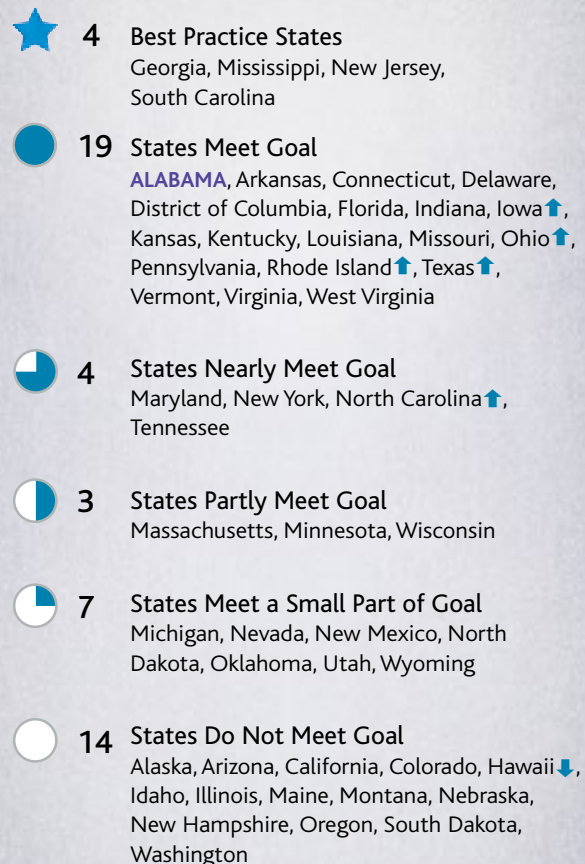 4 Best Practice States
Georgia, Mississippi, New Jersey,
South Carolina
19 States Meet Goal
ALABAMA, Arkansas, Connecticut, Delaware,
District of Columbia, Florida, Indiana, Iowa⬆,
Kansas, Kentucky, Louisiana, Missouri, Ohio⬆,
Pennsylvania, Rhode Island⬆, Texas⬆,
Vermont, Virginia, West Virginia
4 States Nearly Meet Goal
Maryland, New York, North Carolina⬆,
Tennessee
3 States Partly Meet Goal
Massachusetts, Minnesota, Wisconsin
7 States Meet a Small Part of Goal
Michigan, Nevada, New Mexico, North
Dakota, Oklahoma, Utah, Wyoming
14 States Do Not Meet Goal
Alaska, Arizona, California, Colorado, Hawaii⬇,
Idaho, Illinois, Maine, Montana, Nebraska,
New Hampshire, Oregon, South Dakota,
Washington